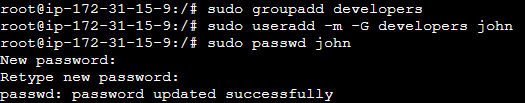 root@ip-172-31-15-9:/# sudo groupadd developers
root@ip-172-31-15-9:/# sudo useradd -m -G developers john
root@ip-172-31-15-9:/# sudo passwd john
New password:
Retype new password:
passwd: password updated successfully